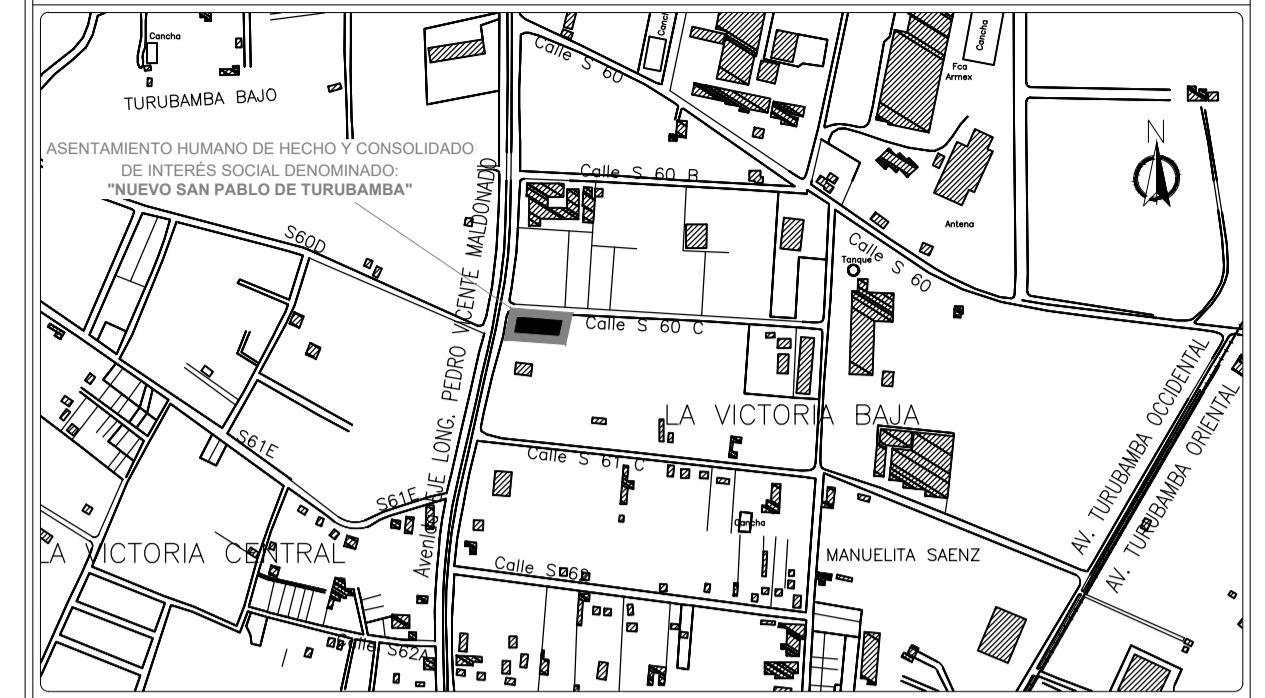 Cancha
TURUBAMBA BAJO
ASENTAMIENTO HUMANO DE HECHO Y CONSOLIDADO
DE INTERÉS SOCIAL DENOMINADO:
"NUEVO SAN PABLO DE TURUBAMBA"
Calle S 60
Cancha
Cancha
Fca
Armex
N
Calle S 60 B
Antena
S60D
Calle S 60
Tanque
Calle S 60 C
Avenida EJE LONG. PEDRO VICENTE MALDONADO
LA VICTORIA BAJA
AV. TURUBAMBA OCCIDENTAL
AV. TURUBAMBA ORIENTAL
S61E
Calle S 61 C
S61E
Cancha
LA VICTORIA CENTRAL
MANUELITA SAENZ
Calle S 62
Calle S62A